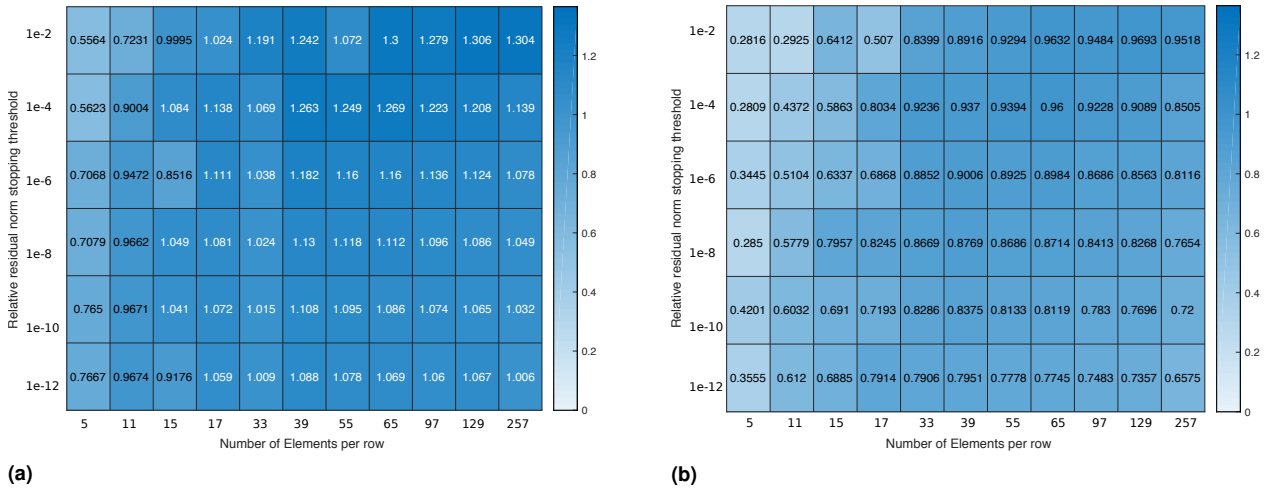 1e-2 0.5564 0.7231 0.9995 1.024 1.191 1.242 1.072 1.3 1.279 1.306 1.304
1e-4 0.5623 0.9004 1.084 1.138 1.069 1.263 1.249 1.269 1.223 1.208 1.139
1e-6 0.7068 0.9472 0.8516 1.111 1.038 1.182 1.16 1.16 1.136 1.124 1.078
1e-8 0.7079 0.9662 1.049 1.081 1.024 1.13 1.118 1.112 1.096 1.086 1.049
1e-10 0.765 0.9671 1.041 1.072 1.015 1.108 1.095 1.086 1.074 1.065 1.032
1e-12 0.7667 0.9674 0.9176 1.059 1.009 1.088 1.078 1.069 1.06 1.067 1.006
5 11 15 17 33 39 55 65 97 129 257
Number of Elements per row
Relative residual norm stopping threshold
1.2
1
0.8
0.6
0.4
0.2
0
(a)
1e-2 0.2816 0.2925 0.6412 0.507 0.8399 0.8916 0.9294 0.9632 0.9484 0.9693 0.9518
1e-4 0.2809 0.4372 0.5863 0.8034 0.9236 0.937 0.9394 0.96 0.9228 0.9089 0.8505
1e-6 0.3445 0.5104 0.6337 0.6868 0.8852 0.9006 0.8925 0.8984 0.8686 0.8563 0.8116
1e-8 0.285 0.5779 0.7957 0.8245 0.8669 0.8769 0.8686 0.8714 0.8413 0.8268 0.7654
1e-10 0.4201 0.6032 0.691 0.7193 0.8286 0.8375 0.8133 0.8119 0.783 0.7696 0.72
1e-12 0.3555 0.612 0.6885 0.7914 0.7906 0.7951 0.7778 0.7745 0.7483 0.7357 0.6575
5 11 15 17 33 39 55 65 97 129 257
Number of Elements per row
Relative residual norm stopping threshold
1.2
1
0.8
0.6
0.4
0.2
0
(b)